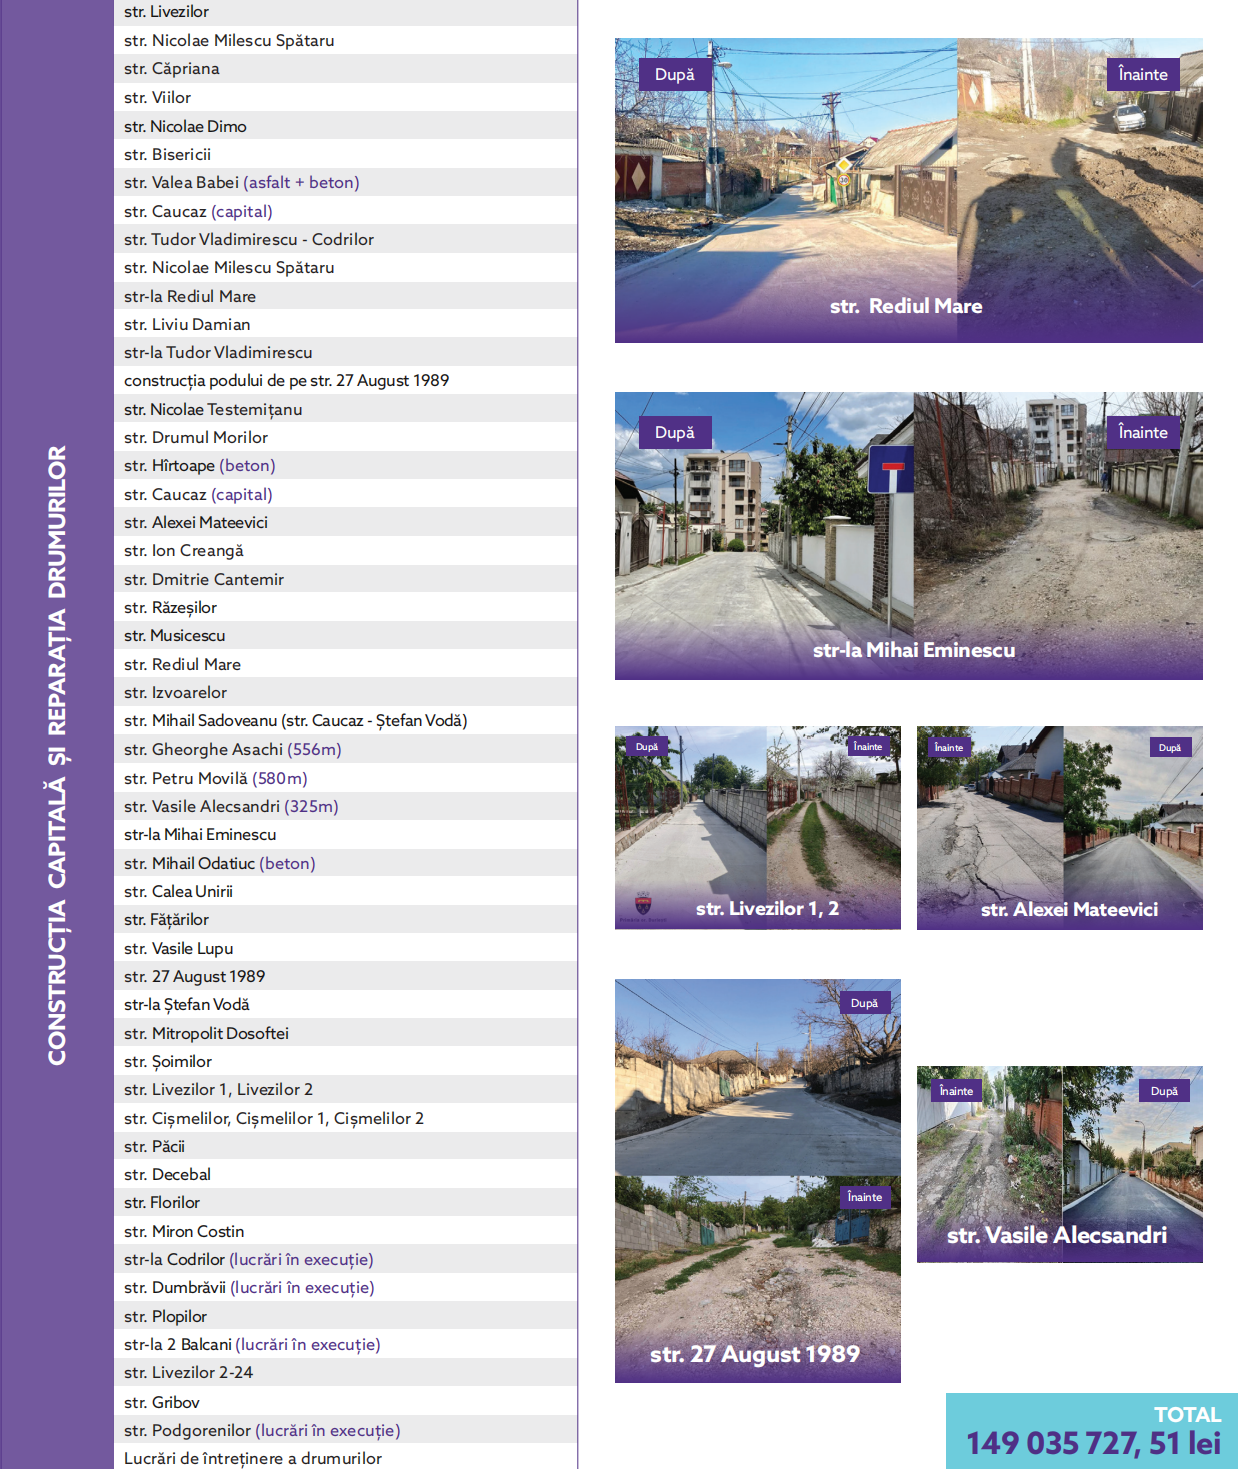 CONSTRUCȚIA CAPITALĂ ȘI REPARAȚIA DRUMURILOR
str. Livezilor
str. Nicolae Milescu Spătaru
str. Căpriana
str. Viilor
str. Nicolae Dimo
str. Bisericii
str. Valea Babei (asfalt + beton)
str. Caucaz (capital)
str. Tudor Vladimirescu - Codrilor
str. Nicolae Milescu Spătaru
str-la Rediul Mare
str. Liviu Damian
str-la Tudor Vladimirescu
construcția podului de pe str. 27 August 1989
str. Nicolae Testemițanu
str. Drumul Morilor
str. Hîrtoape (beton)
str. Caucaz (capital)
str. Alexei Mateevici
str. Ion Creangă
str. Dmitrie Cantemir
str. Răzeșilor
str. Musicescu
str. Rediul Mare
str. Izvoarelor
str. Mihail Sadoveanu (str. Caucaz - Ștefan Vodă)
str. Gheorghe Asachi (556m)
str. Petru Movilă (580m)
str. Vasile Alecsandri (325m)
str-la Mihai Eminescu
str. Mihail Odatiuc (beton)
str. Calea Unirii
str. Fățărilor
str. Vasile Lupu
str. 27 August 1989
str-la Ștefan Vodă
str. Mitropolit Dosoftei
str. Șoimilor
str. Livezilor 1, Livezilor 2
str. Cișmelilor, Cișmelilor 1, Cișmelilor 2
str. Păcii
str. Decebal
str. Florilor
str. Miron Costin
str-la Codrilor (lucrări în execuție)
str. Dumbrăvii (lucrări în execuție)
str. Plopilor
str-la 2 Balcani (lucrări în execuție)
str. Livezilor 2-24
str. Gribov
str. Podgorenilor (lucrări în execuție)
Lucrări de întreținere a drumurilor
După
Înainte
30
str. Rediul Mare
După
Înainte
str-la Mihai Eminescu
După
Înainte
str. Livezilor 1, 2
Înainte
După
str. Alexei Mateevici
După
Înainte
str. 27 August 1989
Înainte
După
str. Vasile Alecsandri
TOTAL
149 035 727, 51 lei